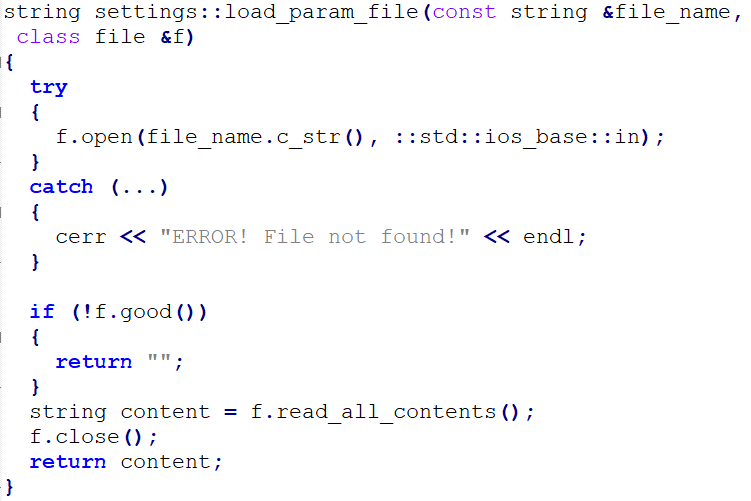 string settings::load_param_file(const string &file_name,
class file &f)
{
try
{
f.open(file_name.c_str(), ::std::ios_base::in);
}
catch (...)
{
cerr << "ERROR! File not found!" << endl;
}
if (!f.good())
{
return "";
}
string content = f.read_all_contents();
f.close();
return content;
}